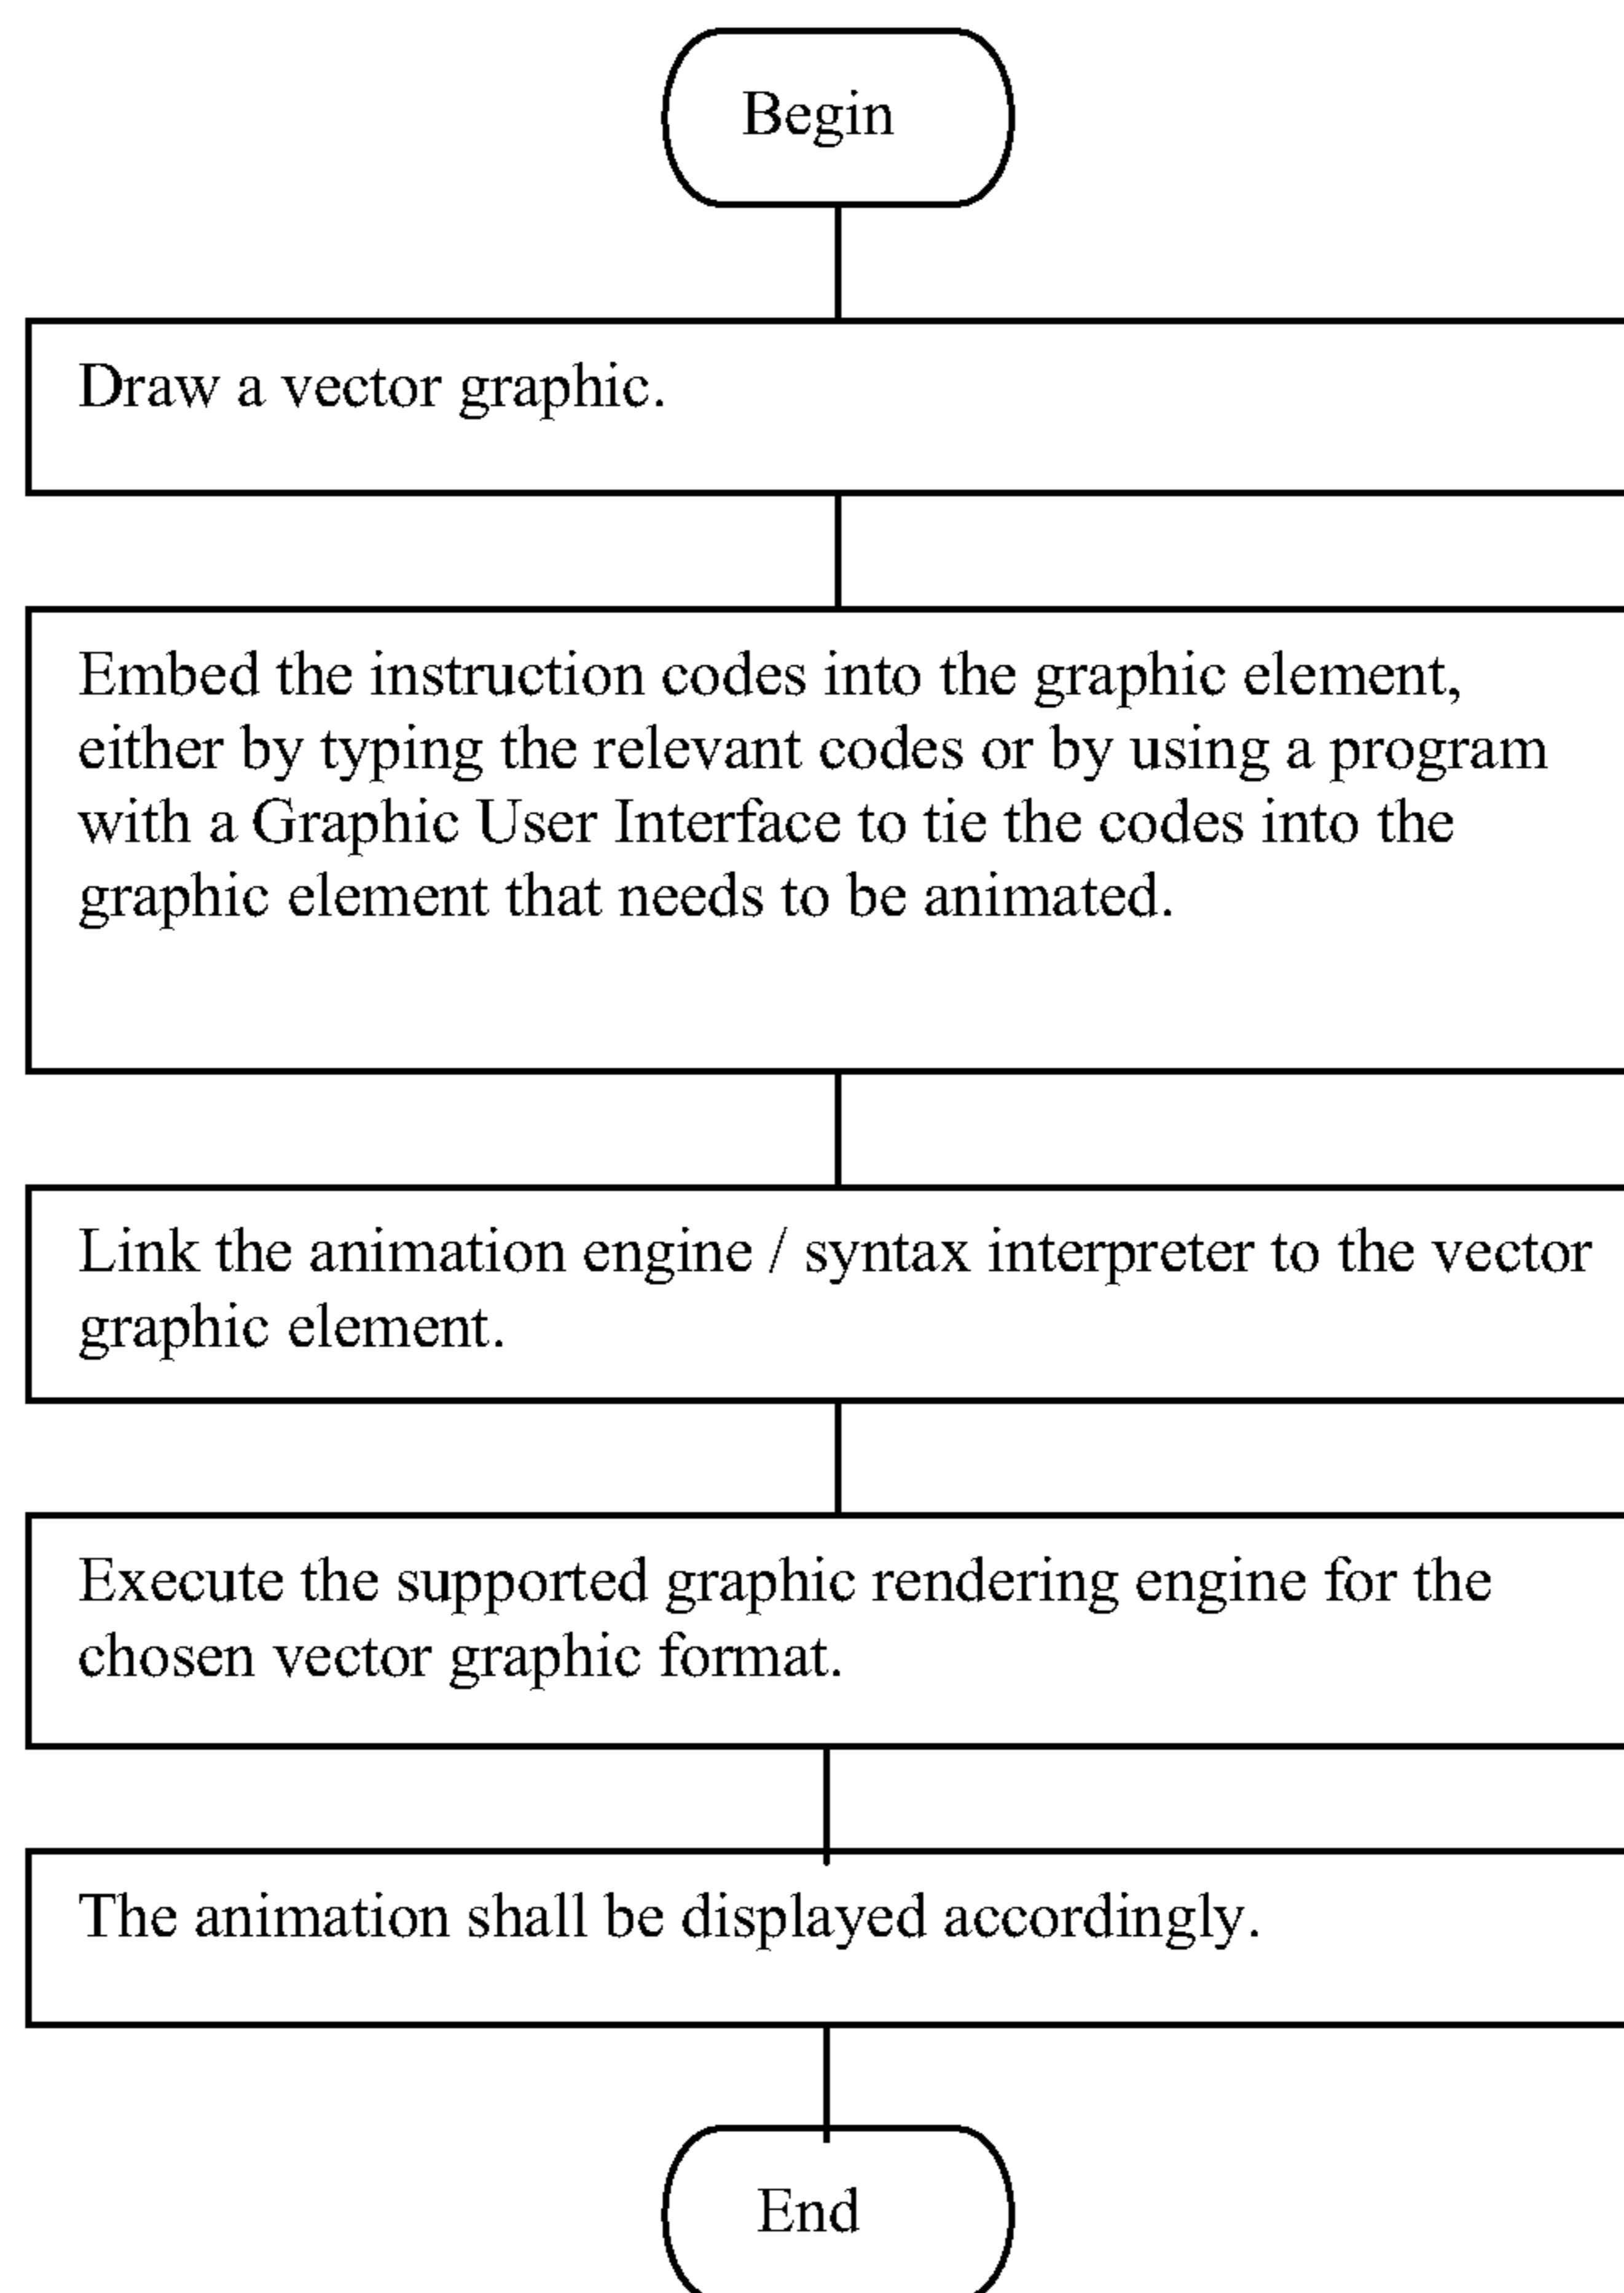 Begin
Draw a vector graphic.
Embed the instruction codes into the graphic element,
either by typing the relevant codes or by using a program
with a Graphic User Interface to tie the codes into the
graphic element that needs to be animated.
Link the animation engine / syntax interpreter to the vector
graphic element.
Execute the supported graphic rendering engine for the
chosen vector graphic format.
The animation shall be displayed accordingly.
End